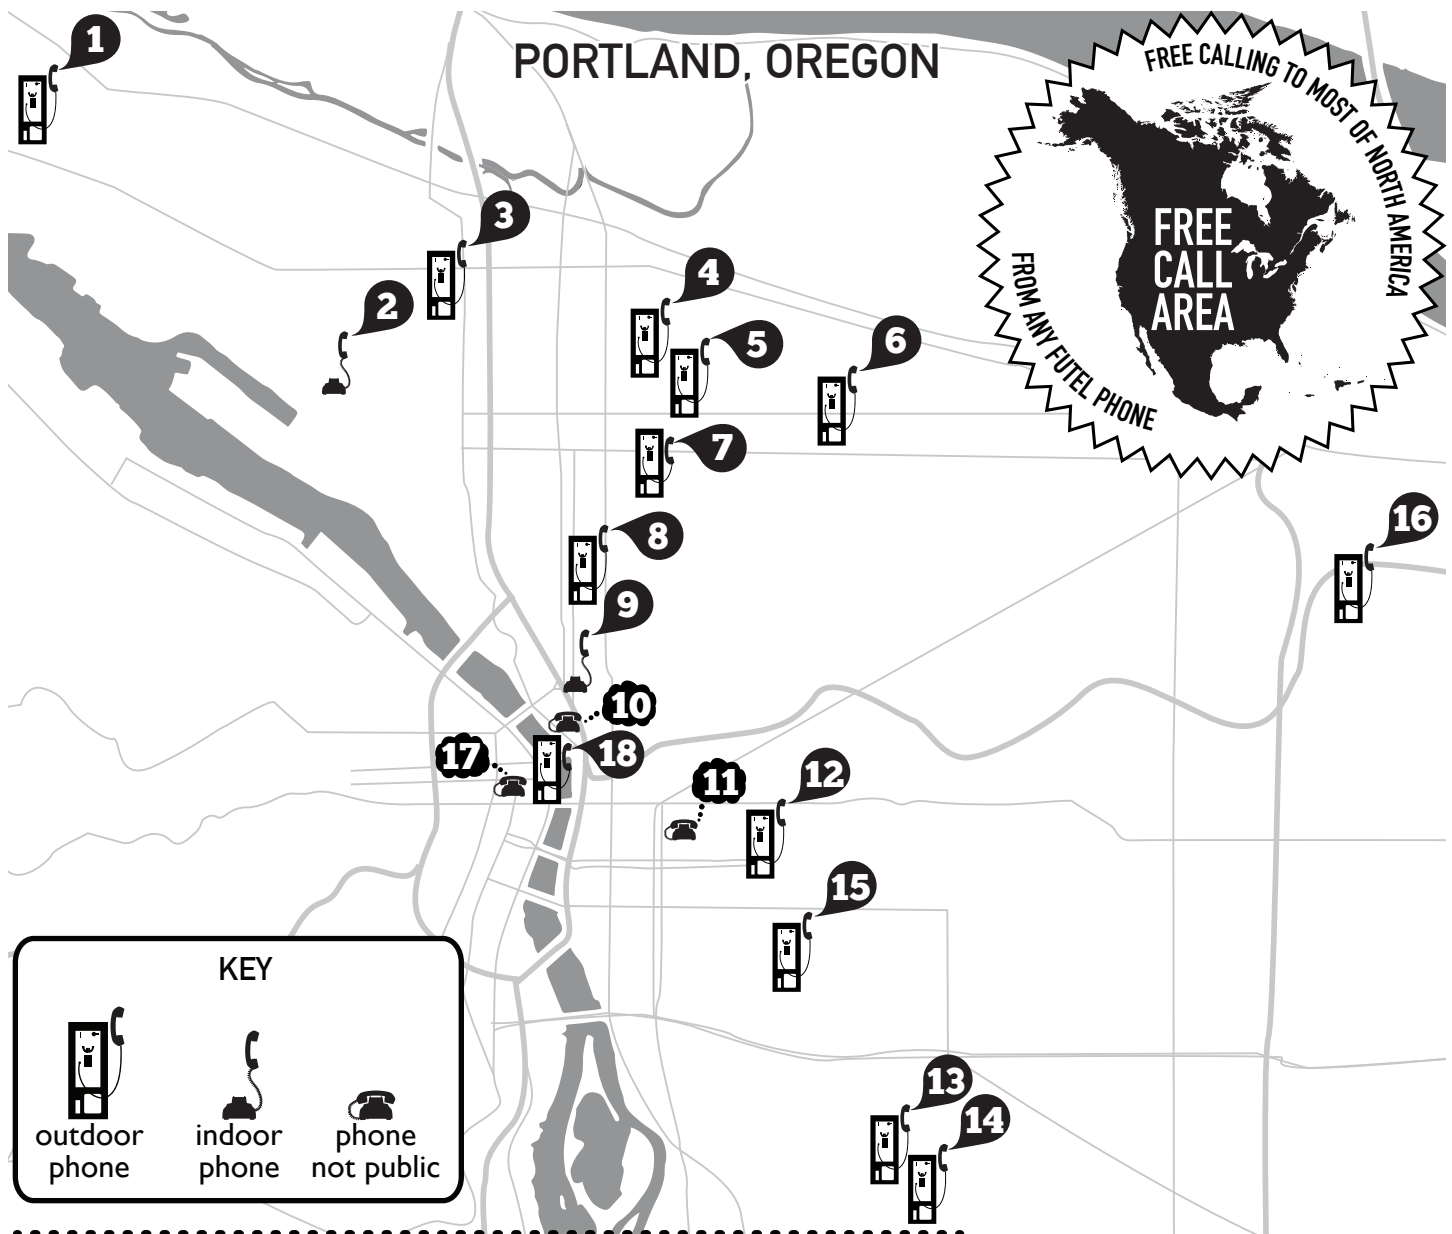 PORTLAND, OREGON
FREE CALLING TO MOST OF NORTH AMERICA
FROM ANY FUTEL PHONE
FREE
CALL
AREA
1
2
3
4
5
6
7
8
9
10
11
12
13
14
15
16
17
18
KEY
outdoor
phone
indoor
phone
phone
not public